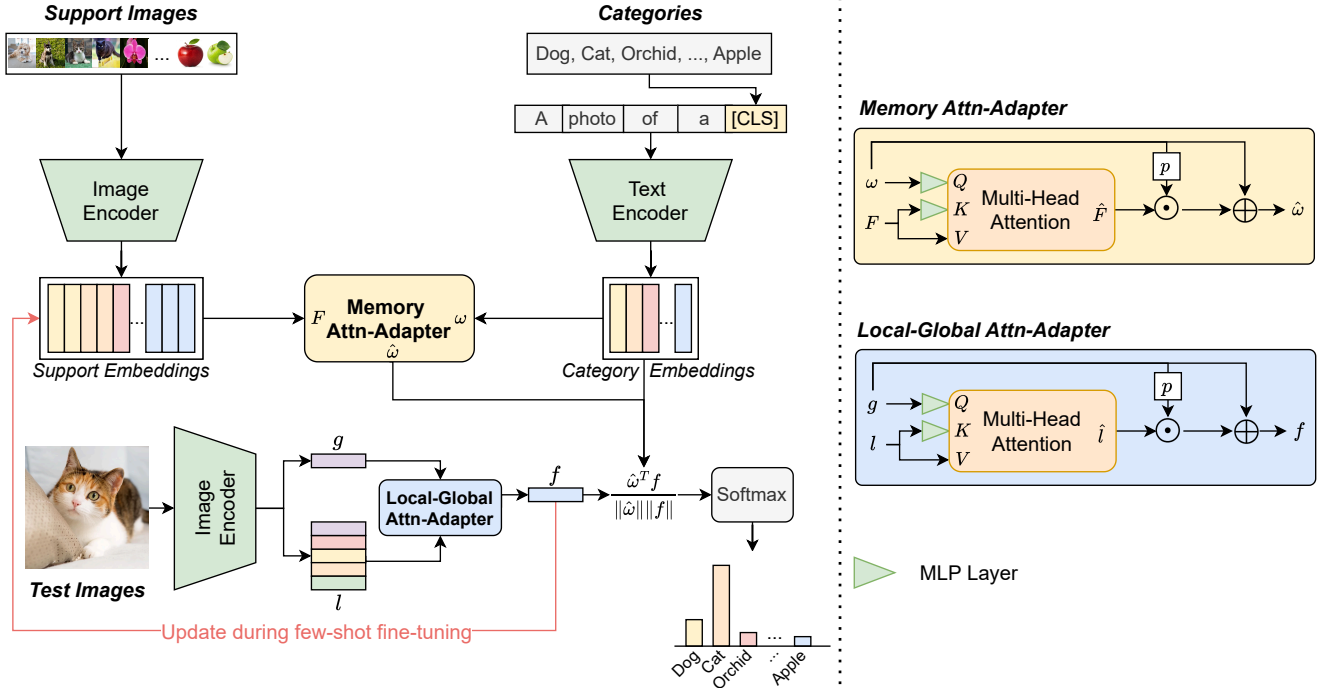 Support Images
...
Categories
Dog, Cat, Orchid, ..., Apple
A photo of a [CLS]
Image
Encoder
Text
Encoder
...
Support Embeddings
F
Memory
Attn-Adapter
ω
ω̂
...
Category Embeddings
Test Images
Image
Encoder
g
l
Local-Global
Attn-Adapter
f
ω̂ᵀf
‖ω̂‖‖f‖
Softmax
Update during few-shot fine-tuning
...
Dog
Cat
Orchid
...
Apple
Memory Attn-Adapter
ω
F
Q
K
V
Multi-Head
Attention
F̂
p
ω̂
Local-Global Attn-Adapter
g
l
Q
K
V
Multi-Head
Attention
l̂
p
f
MLP Layer